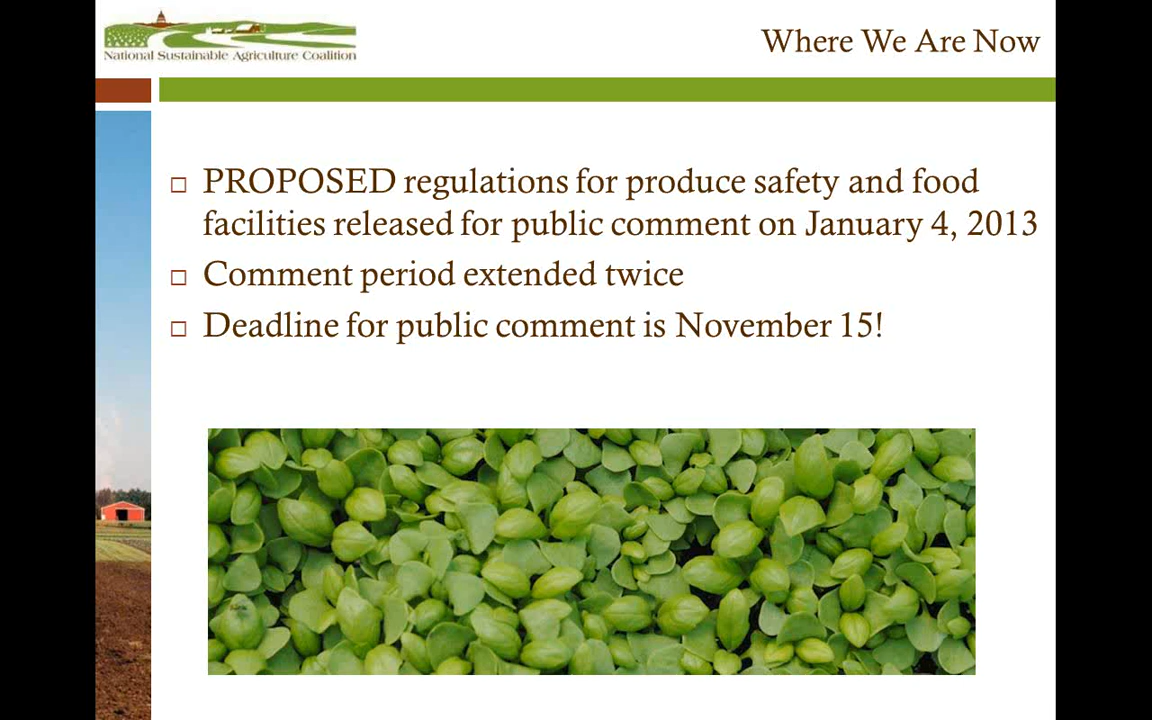 National Sustainable Agriculture Coalition
Where We Are Now
PROPOSED regulations for produce safety and food
facilities released for public comment on January 4, 2013
Comment period extended twice
Deadline for public comment is November 15!